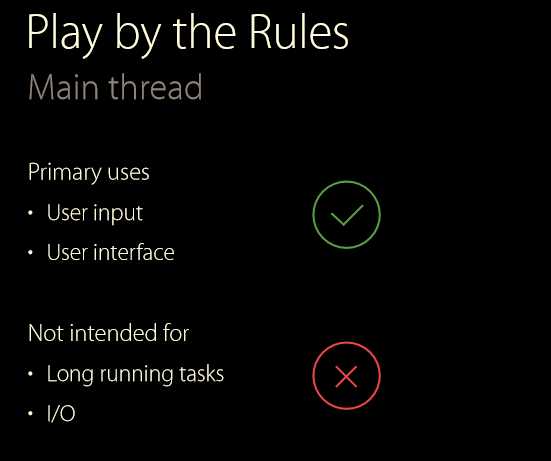 Play by the Rules
Main thread
Primary uses
• User input
• User interface
Not intended for
• Long running tasks
• I/O